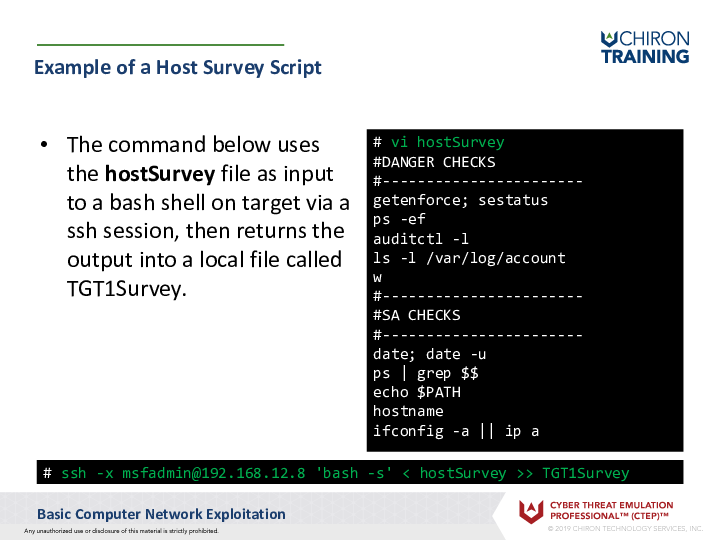 CHIRON
TRAINING
Example of a Host Survey Script
• The command below uses
the hostSurvey file as input
to a bash shell on target via a
ssh session, then returns the
output into a local file called
TGT1Survey.
# vi hostSurvey
#DANGER CHECKS
#-----------------------
getenforce; sestatus
ps -ef
auditctl -l
ls -l /var/log/account
w
#-----------------------
#SA CHECKS
#-----------------------
date; date -u
ps | grep $$
echo $PATH
hostname
ifconfig -a || ip a
# ssh -x msfadmin@192.168.12.8 'bash -s' < hostSurvey >> TGT1Survey
Basic Computer Network Exploitation
Any unauthorized use or disclosure of this material is strictly prohibited.
CYBER THREAT EMULATION
PROFESSIONAL™ (CTEP)™
© 2019 CHIRON TECHNOLOGY SERVICES, INC.